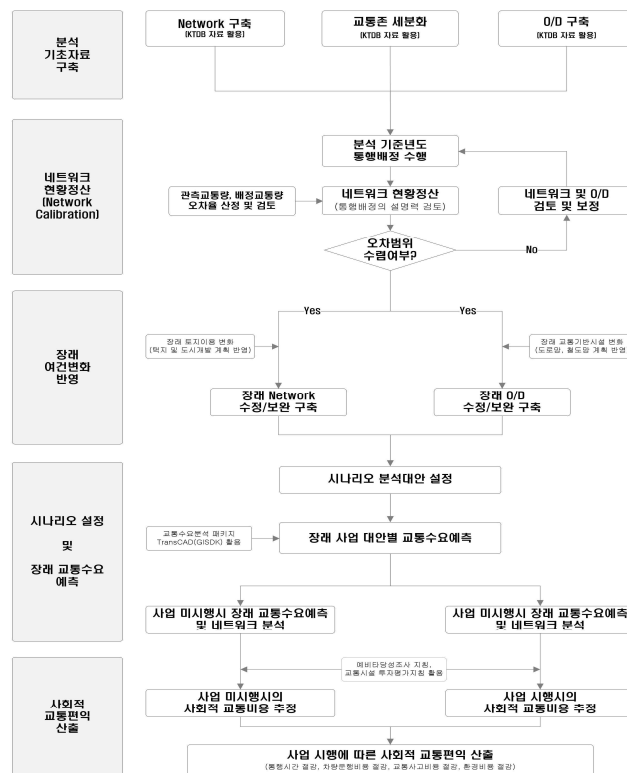 분석
기초자료
구축
Network 구축
(KTDB 자료 활용)
교통존 세분화
(KTDB 자료 활용)
O/D 구축
(KTDB 자료 활용)
네트워크
현황정산
(Network
Calibration)
분석 기준년도
통행배정 수행
관측교통량, 배정교통량
오차율 산정 및 검토
네트워크 현황정산
(통행배정의 설명력 검토)
네트워크 및 O/D
검토 및 보정
오차범위
수렴여부?
No
Yes
Yes
장래
여건변화
반영
장래 토지이용 변화
(택지 및 도시개발 계획 반영)
장래 교통기반시설 변화
(도로망, 철도망 계획 반영)
장래 Network
수정/보완 구축
장래 O/D
수정/보완 구축
시나리오 설정
및
장래 교통수요
예측
시나리오 분석대안 설정
교통수요분석 패키지
TransCAD(GISDK) 활용
장래 사업 대안별 교통수요예측
사업 미시행시 장래 교통수요예측
및 네트워크 분석
사업 미시행시 장래 교통수요예측
및 네트워크 분석
사회적
교통편익
산출
예비타당성조사 지침,
교통시설 투자평가지침 활용
사업 미시행시의
사회적 교통비용 추정
사업 시행시의
사회적 교통비용 추정
사업 시행에 따른 사회적 교통편익 산출
(통행시간 절감, 차량운행비용 절감, 교통사고비용 절감, 환경비용 절감)